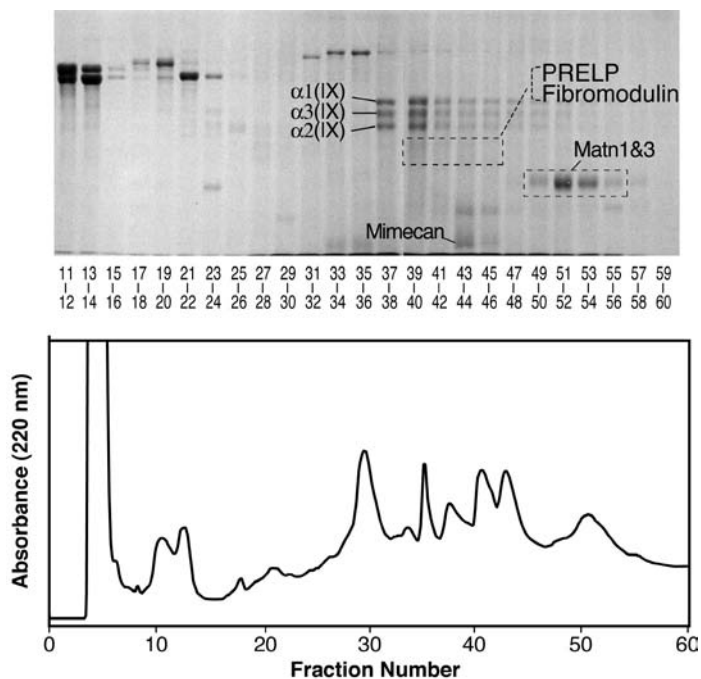 α1(IX)
α3(IX)
α2(IX)
PRELP
Fibromodulin
Matn1&3
Mimecan
11 13 15 17 19 21 23 25 27 29 31 33 35 37 39 41 43 45 47 49 51 53 55 57 59
12 14 16 18 20 22 24 26 28 30 32 34 36 38 40 42 44 46 48 50 52 54 56 58 60
Absorbance (220 nm)
0 10 20 30 40 50 60
Fraction Number